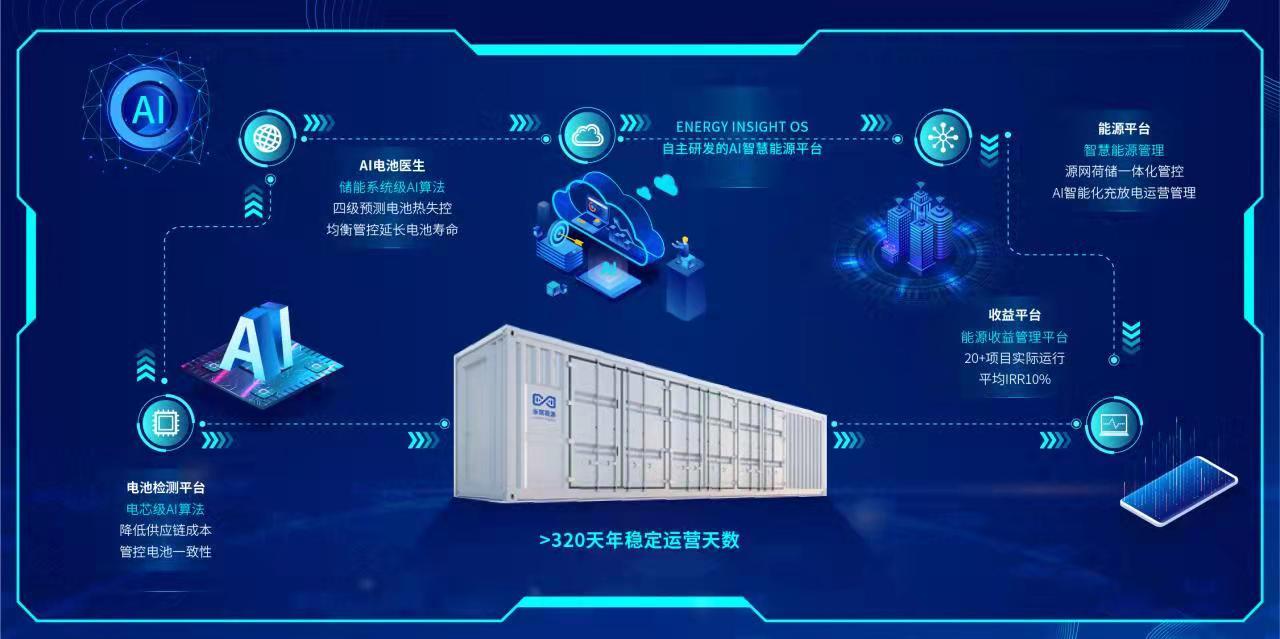 AI
ENERGY INSIGHT OS
自主研发的AI智慧能源平台
能源平台
智慧能源管理
源网荷储一体化管控
AI智能化充放电运营管理
AI电池医生
储能系统级AI算法
四级预测电池热失控
均衡管控延长电池寿命
收益平台
能源收益管理平台
20+项目实际运行
平均IRR10%
AI
AI
电池检测平台
电芯级AI算法
降低供应链成本
管控电池一致性
>320天年稳定运营天数